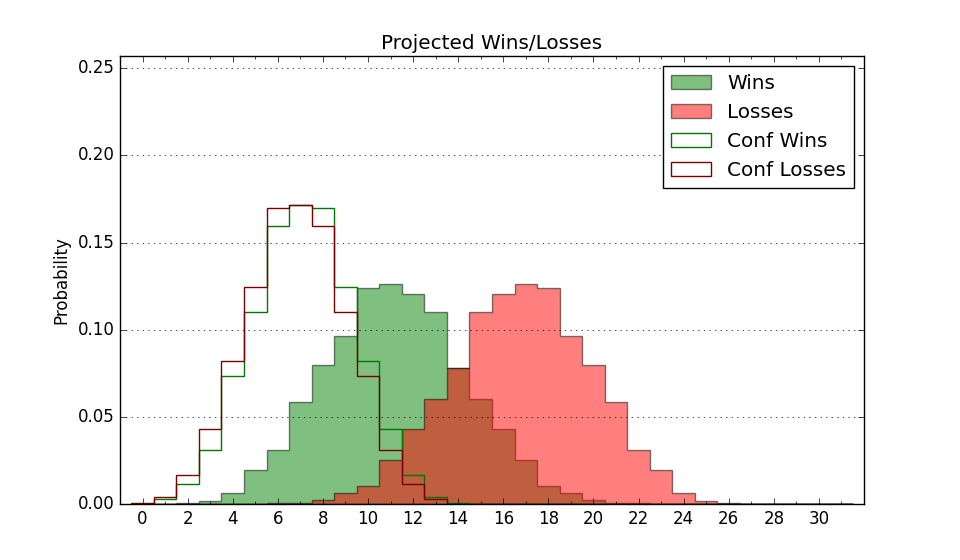 Projected Wins/Losses
0.25
0.20
0.15
0.10
0.05
0.00
Probability
Wins
Losses
Conf Wins
Conf Losses
0 2 4 6 8 10 12 14 16 18 20 22 24 26 28 30